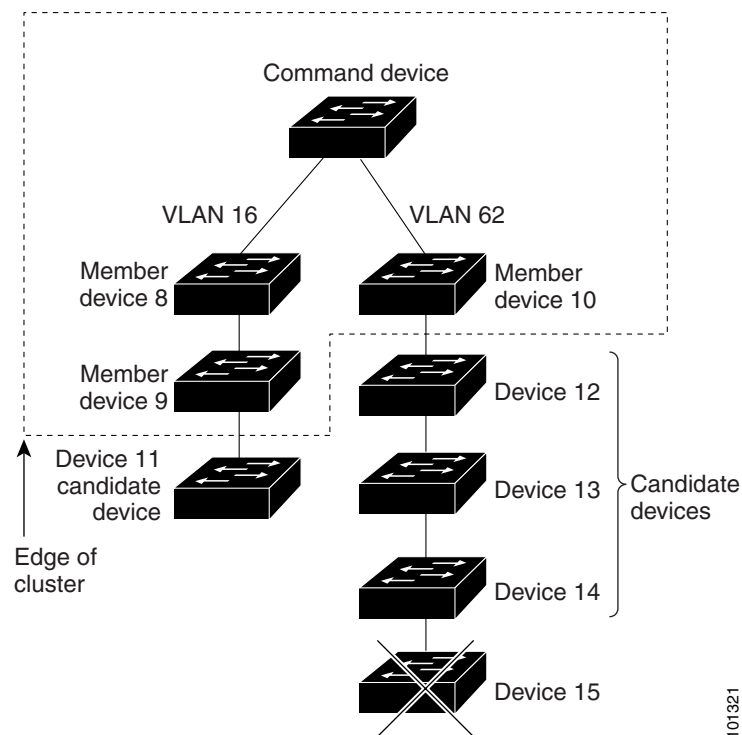 Command device
VLAN 16
VLAN 62
Member
device 8
Member
device 10
Member
device 9
Device 12
Device 11
candidate
device
Device 13
Candidate
devices
Edge of
cluster
Device 14
Device 15
101321